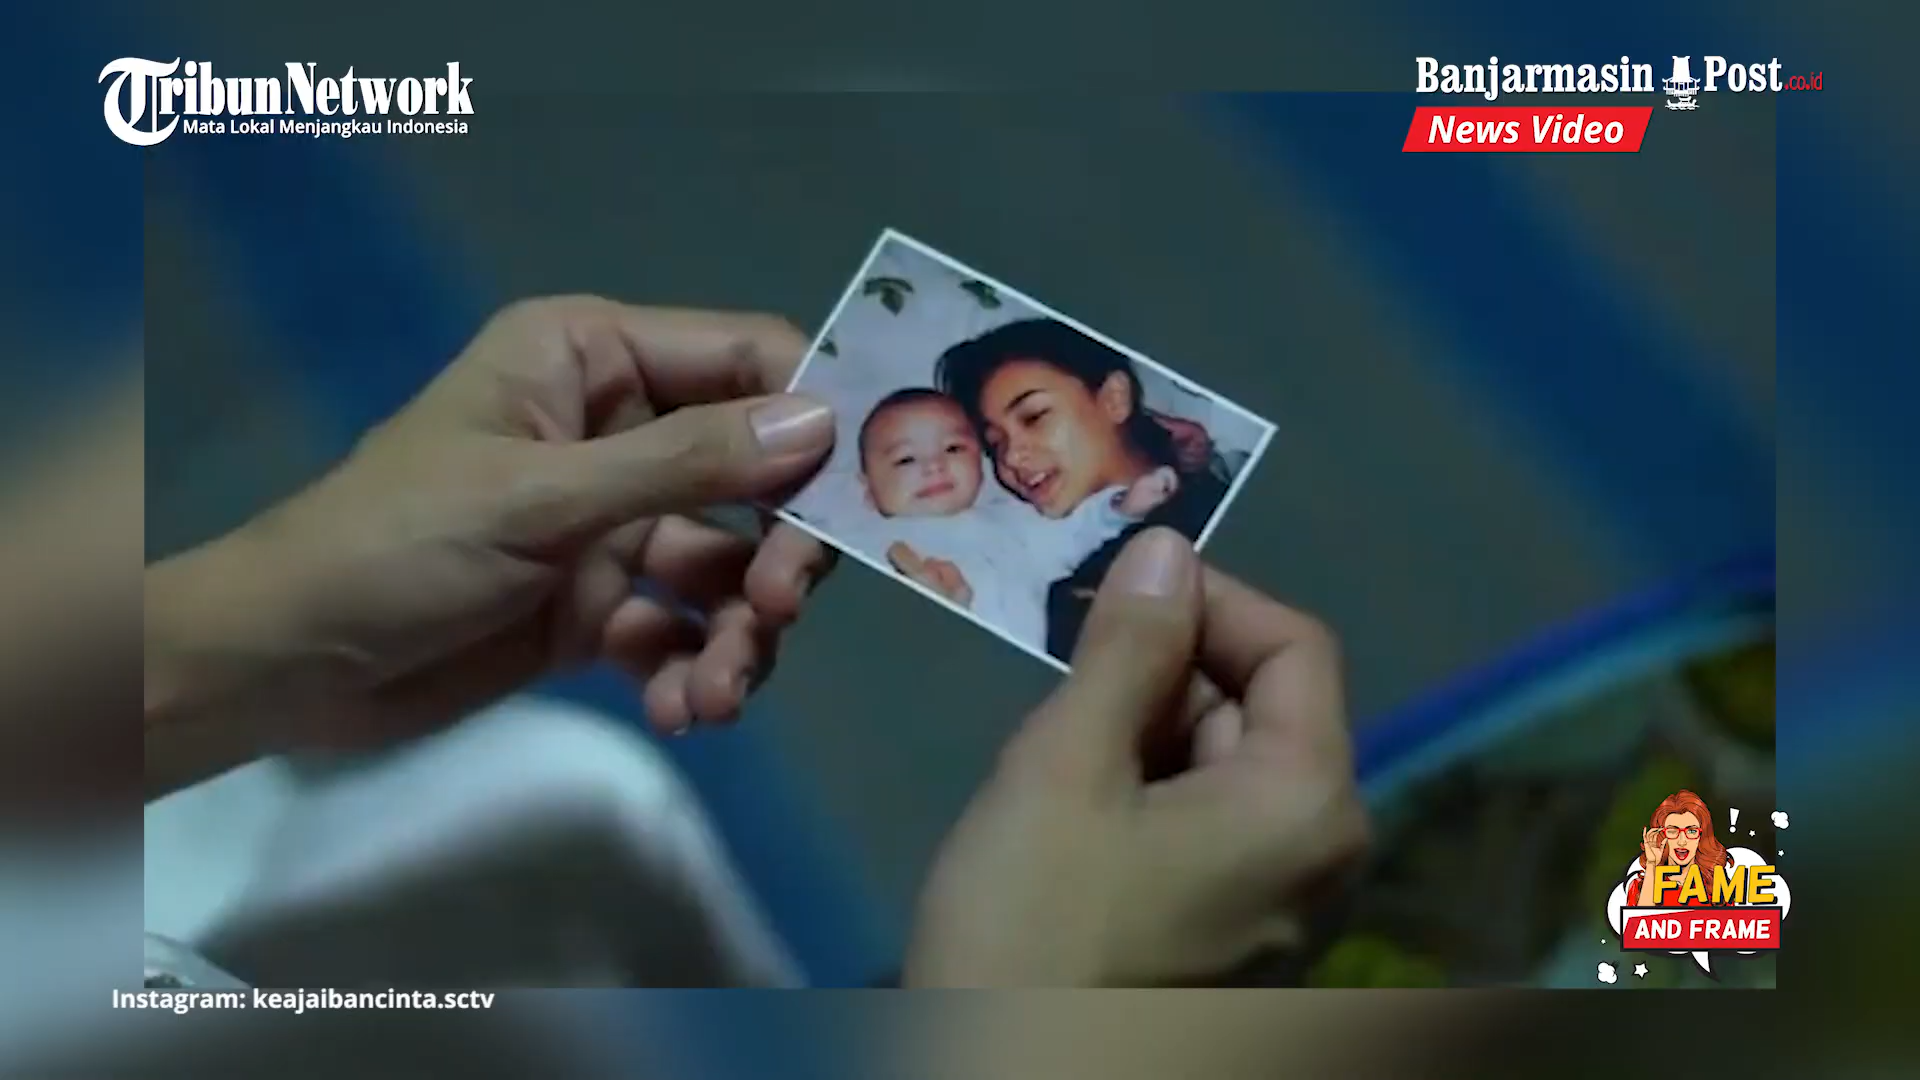 TribunNetwork
Mata Lokal Menjangkau Indonesia
Banjarmasin Post.co.id
News Video
FAME
AND FRAME
Instagram: keajaibancinta.sctv